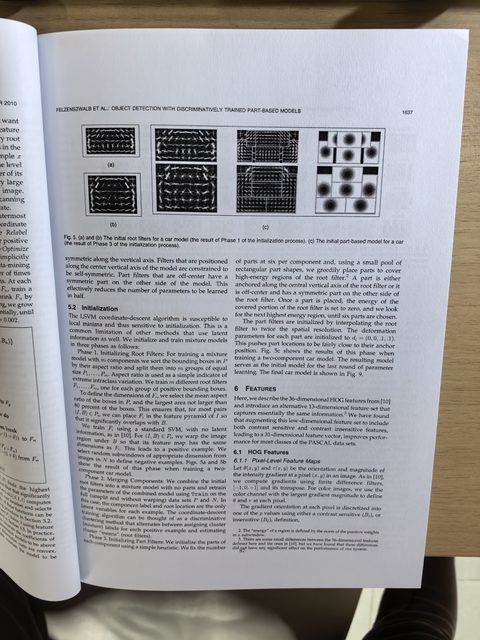 FELZENSZWALB ET AL.: OBJECT DETECTION WITH DISCRIMINATIVELY TRAINED PART-BASED MODELS
1637
(a)
(b)
(c)
Fig. 5. (a) and (b) The initial root filters for a car model (the result of Phase 1 of the initialization process). (c) The initial part-based model for a car
(the result of Phase 3 of the initialization process).
symmetric along the vertical axis. Filters that are positioned
along the center vertical axis of the model are constrained to
be self-symmetric. Part filters that are off-center have a
symmetric part on the other side of the model. This
effectively reduces the number of parameters to be learned
in half.
5.2 Initialization
The LSVM coordinate-descent algorithm is susceptible to
local minima and thus sensitive to initialization. This is a
common limitation of other methods that use latent
information as well. We initialize and train mixture models
in three phases as follows:
Phase 1. Initializing Root Filters: For training a mixture
model with m components we sort the bounding boxes in P
by their aspect ratio and split them into m groups of equal
size P1,...,Pm. Aspect ratio is used as a simple indicator of
extreme intraclass variation. We train m different root filters
F1,...,Fm, one for each group of positive bounding boxes.
To define the dimensions of Fi, we select the mean aspect
ratio of the boxes in Pi and the largest area not larger than
80 percent of the boxes. This ensures that, for most pairs
(I, B) ∈ Pi, we can place Fi in the feature pyramid of I so
that it significantly overlaps with B.
We train Fi using a standard SVM, with no latent
information, as in [10]. For (I, B) ∈ Pi, we warp the image
region under B so that its feature map has the same
dimensions as Fi. This leads to a positive example. We
select random subwindows of appropriate dimension from
images in N to define negative examples. Figs. 5a and 5b
show the result of this phase when training a two-
component car model.
Phase 2. Merging Components: We combine the initial
root filters into a mixture model with no parts and retrain
the parameters of the combined model using Train on the
full (unsplit and without warping) data sets P and N. In
this case, the component label and root location are the only
latent variables for each example. The coordinate-descent
training algorithm can be thought of as a discriminative
clustering method that alternates between assigning cluster
(mixture) labels for each positive example and estimating
cluster "means" (root filters).
Phase 3. Initializing Part Filters: We initialize the parts of
each component using a simple heuristic. We fix the number
of parts at six per component and, using a small pool of
rectangular part shapes, we greedily place parts to cover
high-energy regions of the root filter.2 A part is either
anchored along the central vertical axis of the root filter or it
is off-center and has a symmetric part on the other side of
the root filter. Once a part is placed, the energy of the
covered portion of the root filter is set to zero, and we look
for the next highest energy region, until six parts are chosen.
The part filters are initialized by interpolating the root
filter to twice the spatial resolution. The deformation
parameters for each part are initialized to di = (0, 0, .1, .1).
This pushes part locations to be fairly close to their anchor
position. Fig. 5c shows the results of this phase when
training a two-component car model. The resulting model
serves as the initial model for the last round of parameter
learning. The final car model is shown in Fig. 9.
6 FEATURES
Here, we describe the 36-dimensional HOG features from [10]
and introduce an alternative 13-dimensional feature set that
captures essentially the same information.3 We have found
that augmenting this low-dimensional feature set to include
both contrast sensitive and contrast insensitive features,
leading to a 31-dimensional feature vector, improves perfor-
mance for most classes of the PASCAL data sets.
6.1 HOG Features
6.1.1 Pixel-Level Feature Maps
Let θ(x, y) and r(x, y) be the orientation and magnitude of
the intensity gradient at a pixel (x, y) in an image. As in [10],
we compute gradients using finite difference filters,
[−1, 0, +1] and its transpose. For color images, we use the
color channel with the largest gradient magnitude to define
θ and r at each pixel.
The gradient orientation at each pixel is discretized into
one of the p values using either a contrast sensitive (B1), or
insensitive (B2), definition,
2. The "energy" of a region is defined by the norm of the positive weights
in a subwindow.
3. There are some small differences between the 36-dimensional features
defined here and the ones in [10], but we have found that these differences
did not have any significant effect on the performance of our system.